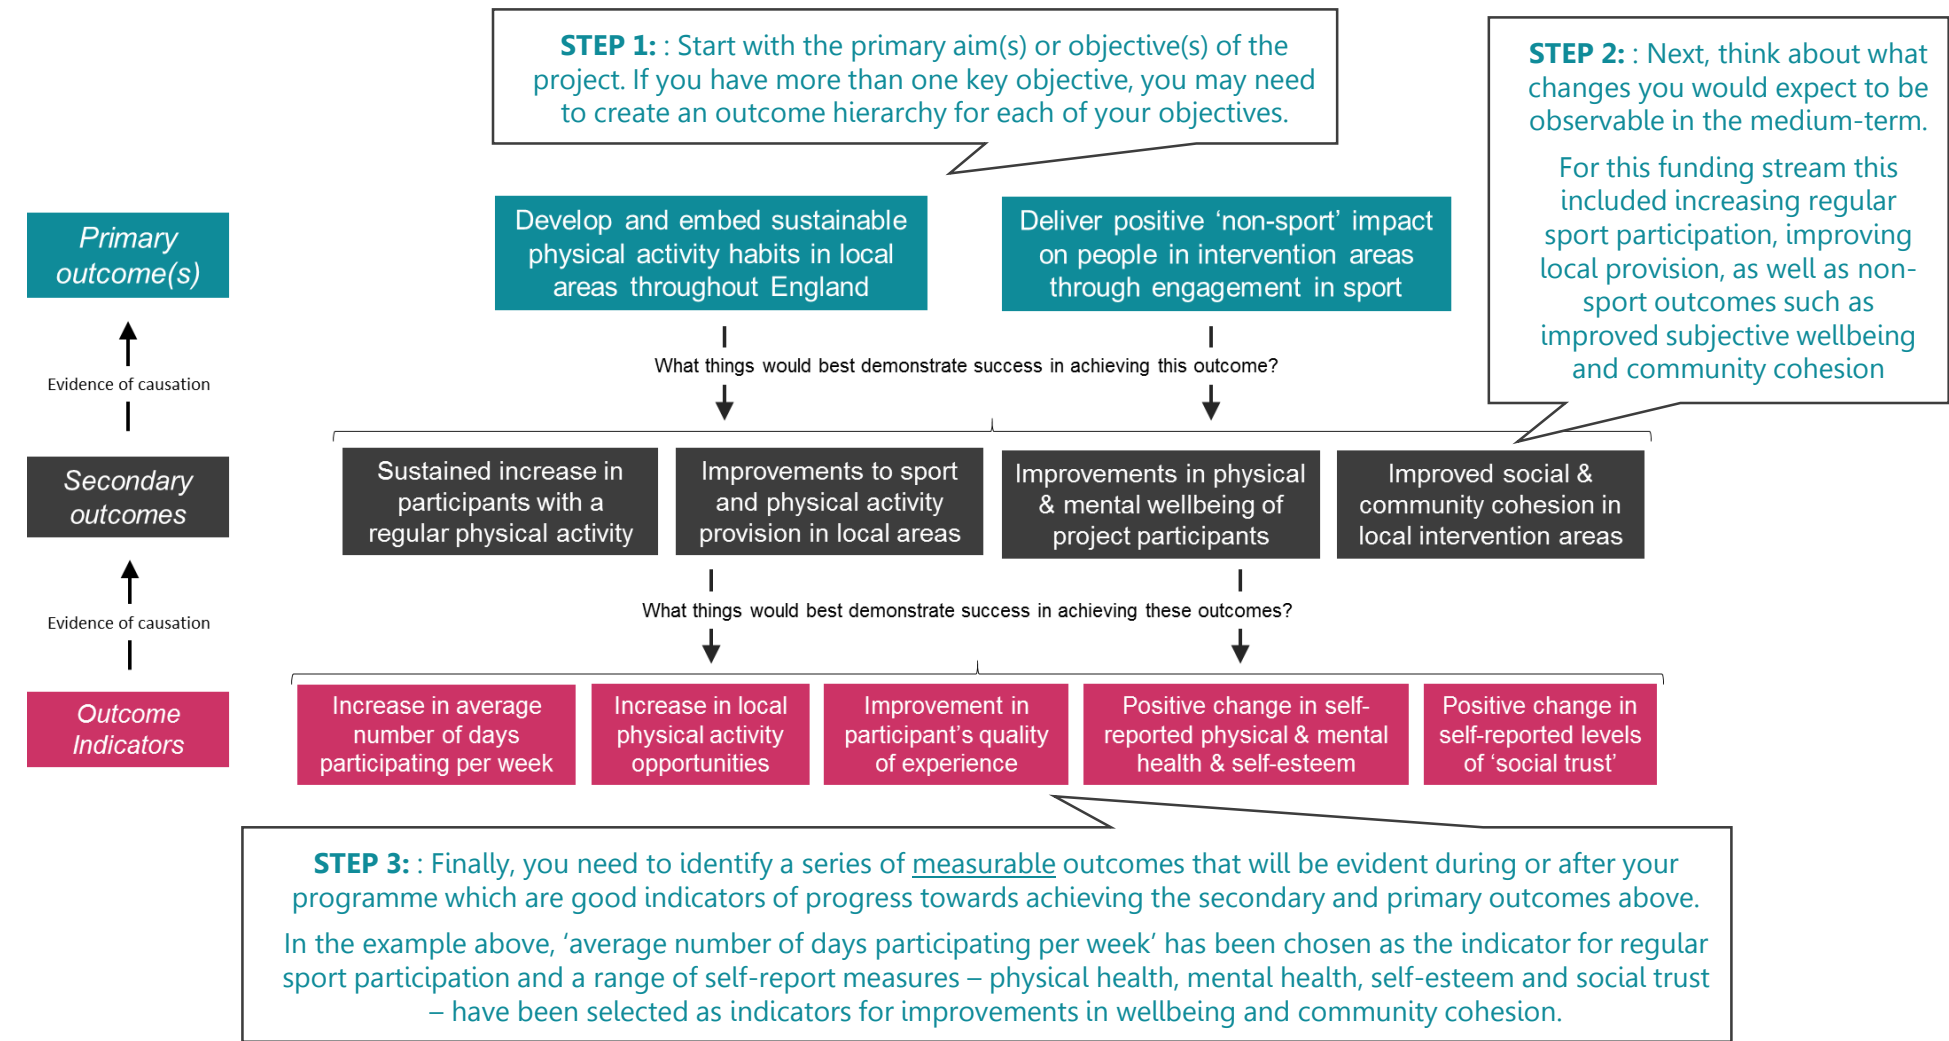 STEP 1: : Start with the primary aim(s) or objective(s) of the
project. If you have more than one key objective, you may need
to create an outcome hierarchy for each of your objectives.
STEP 2: : Next, think about what
changes you would expect to be
observable in the medium-term.
For this funding stream this
included increasing regular
sport participation, improving
local provision, as well as non-
sport outcomes such as
improved subjective wellbeing
and community cohesion
Primary
outcome(s)
Develop and embed sustainable
physical activity habits in local
areas throughout England
Deliver positive ‘non-sport’ impact
on people in intervention areas
through engagement in sport
Evidence of causation
What things would best demonstrate success in achieving this outcome?
Secondary
outcomes
Sustained increase in
participants with a
regular physical activity
Improvements to sport
and physical activity
provision in local areas
Improvements in physical
& mental wellbeing of
project participants
Improved social &
community cohesion in
local intervention areas
Evidence of causation
What things would best demonstrate success in achieving these outcomes?
Outcome
Indicators
Increase in average
number of days
participating per week
Increase in local
physical activity
opportunities
Improvement in
participant’s quality
of experience
Positive change in self-
reported physical & mental
health & self-esteem
Positive change in
self-reported levels
of ‘social trust’
STEP 3: : Finally, you need to identify a series of measurable outcomes that will be evident during or after your
programme which are good indicators of progress towards achieving the secondary and primary outcomes above.
In the example above, ‘average number of days participating per week’ has been chosen as the indicator for regular
sport participation and a range of self-report measures – physical health, mental health, self-esteem and social trust
– have been selected as indicators for improvements in wellbeing and community cohesion.